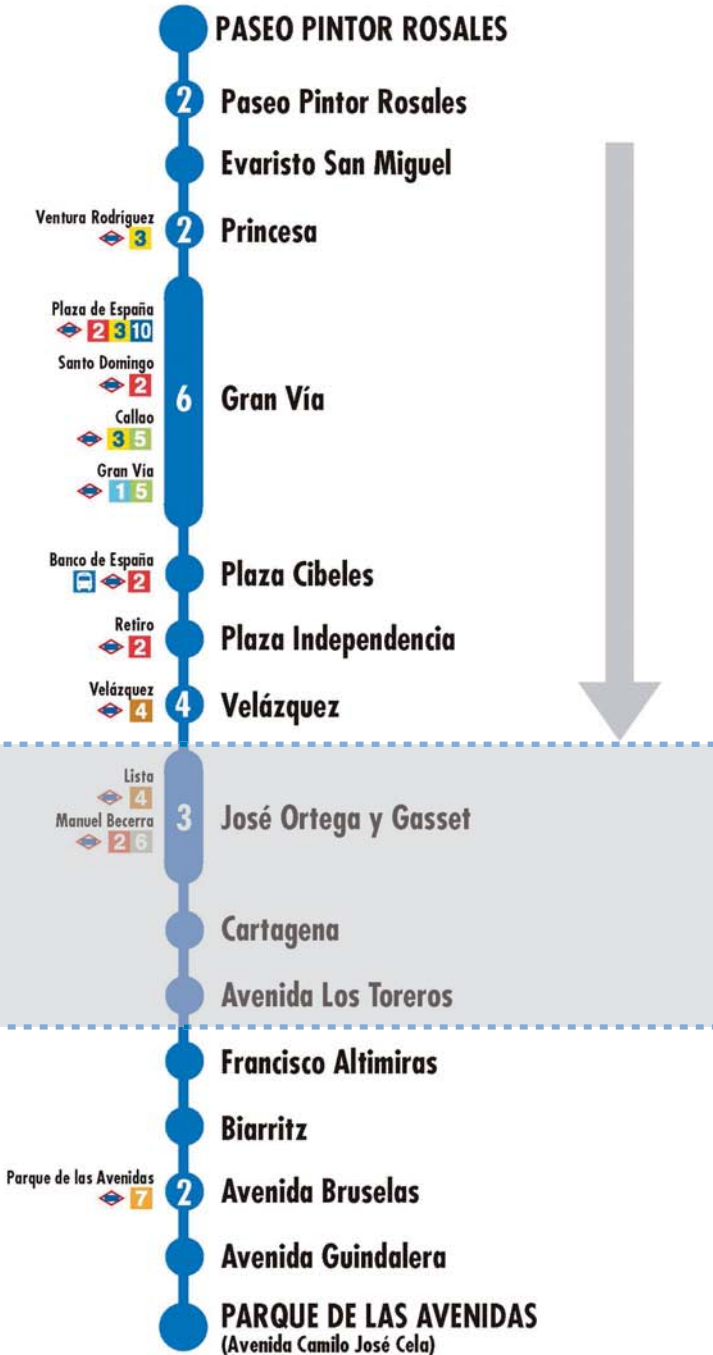 PASEO PINTOR ROSALES
2 Paseo Pintor Rosales
Evaristo San Miguel
Ventura Rodríguez
3
2 Princesa
Plaza de España
2 3 10
Santo Domingo
2
6 Gran Vía
Callao
3 5
Gran Vía
1 5
Banco de España
2
Plaza Cibeles
Retiro
2
Plaza Independencia
Velázquez
4
4 Velázquez
Lista
4
Manuel Becerra
2 6
3 José Ortega y Gasset
Cartagena
Avenida Los Toreros
Francisco Altimiras
Biarritz
Parque de las Avenidas
7
2 Avenida Bruselas
Avenida Guindalera
PARQUE DE LAS AVENIDAS
(Avenida Camilo José Cela)